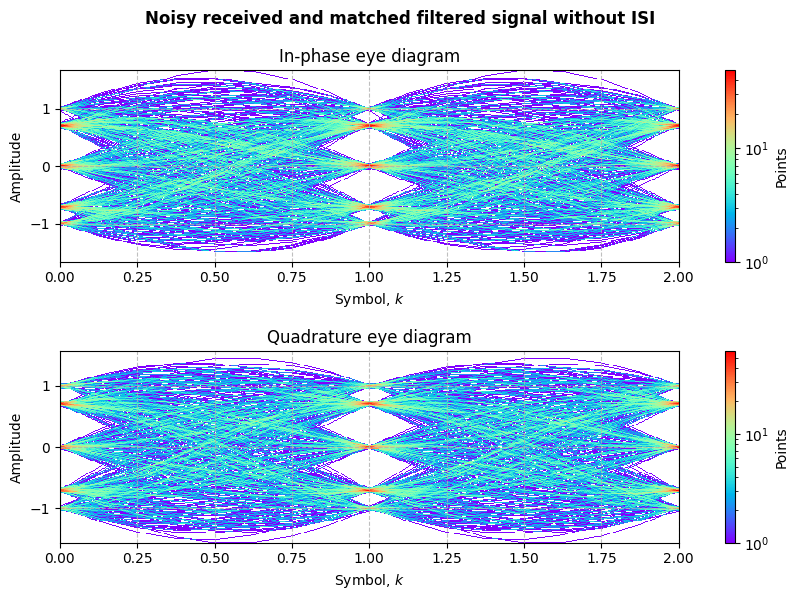 Noisy received and matched filtered signal without ISI
In-phase eye diagram
Amplitude
1
0
−1
0.00 0.25 0.50 0.75 1.00 1.25 1.50 1.75 2.00
Symbol, k
10¹
10⁰
Points
Quadrature eye diagram
Amplitude
1
0
−1
0.00 0.25 0.50 0.75 1.00 1.25 1.50 1.75 2.00
Symbol, k
10¹
10⁰
Points